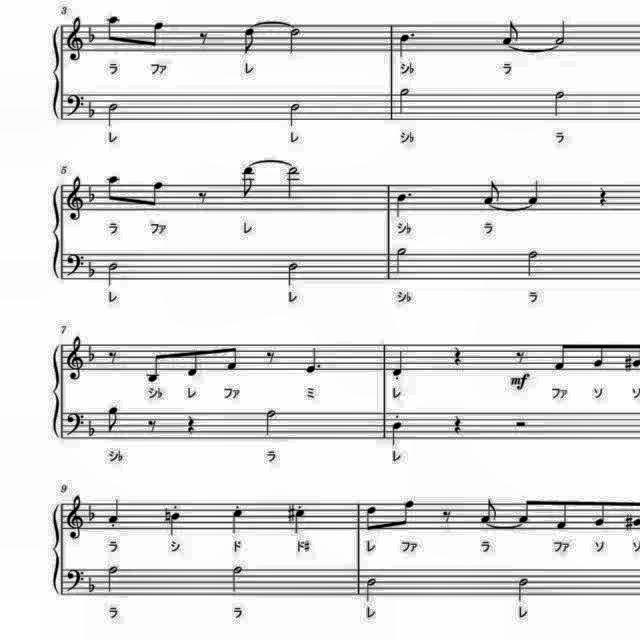 3
ラ ファ レ シ♭ ラ
レ レ シ♭ ラ
5
ラ ファ レ シ♭ ラ
レ レ シ♭ ラ
7
mf
シ♭ レ ファ ミ レ ファ ソ ソ
シ♭ ラ レ
9
ラ シ ド ド# レ ファ ラ ファ ソ ソ
ラ ラ レ レ